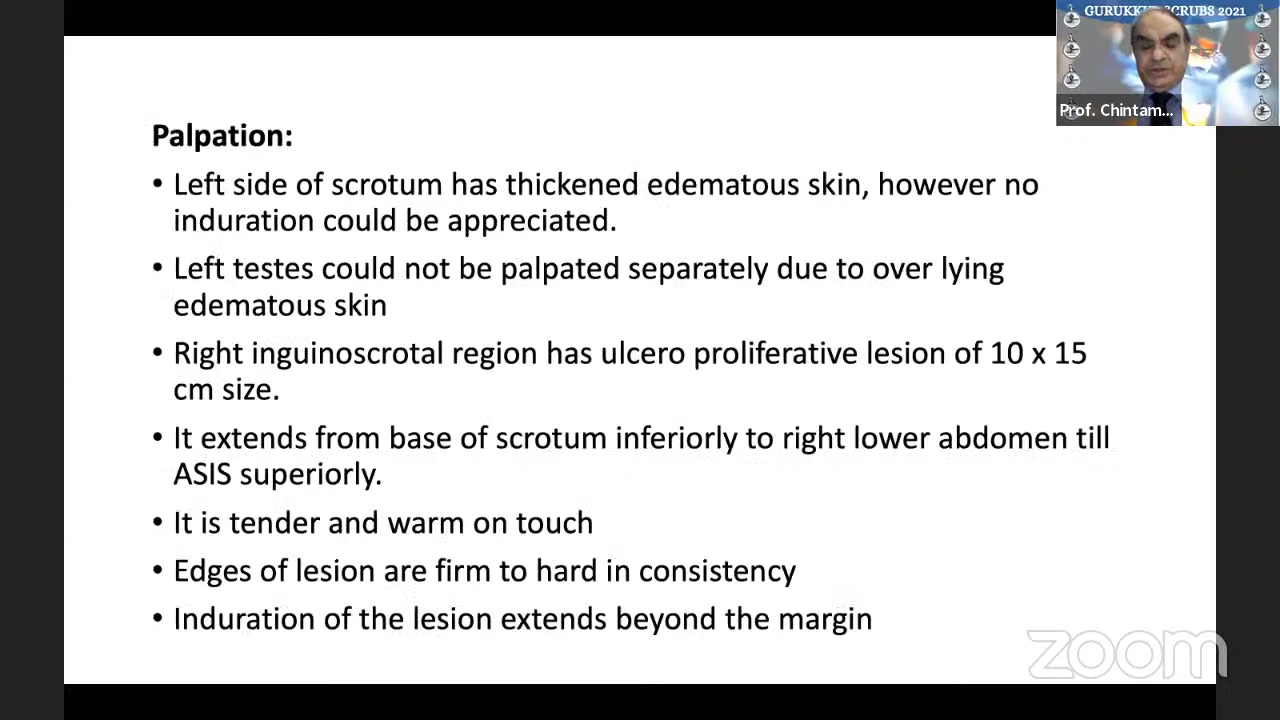 GURUKKUL SCRUBS 2021
Prof. Chintam...
Palpation:
• Left side of scrotum has thickened edematous skin, however no
induration could be appreciated.
• Left testes could not be palpated separately due to over lying
edematous skin
• Right inguinoscrotal region has ulcero proliferative lesion of 10 x 15
cm size.
• It extends from base of scrotum inferiorly to right lower abdomen till
ASIS superiorly.
• It is tender and warm on touch
• Edges of lesion are firm to hard in consistency
• Induration of the lesion extends beyond the margin
zoom